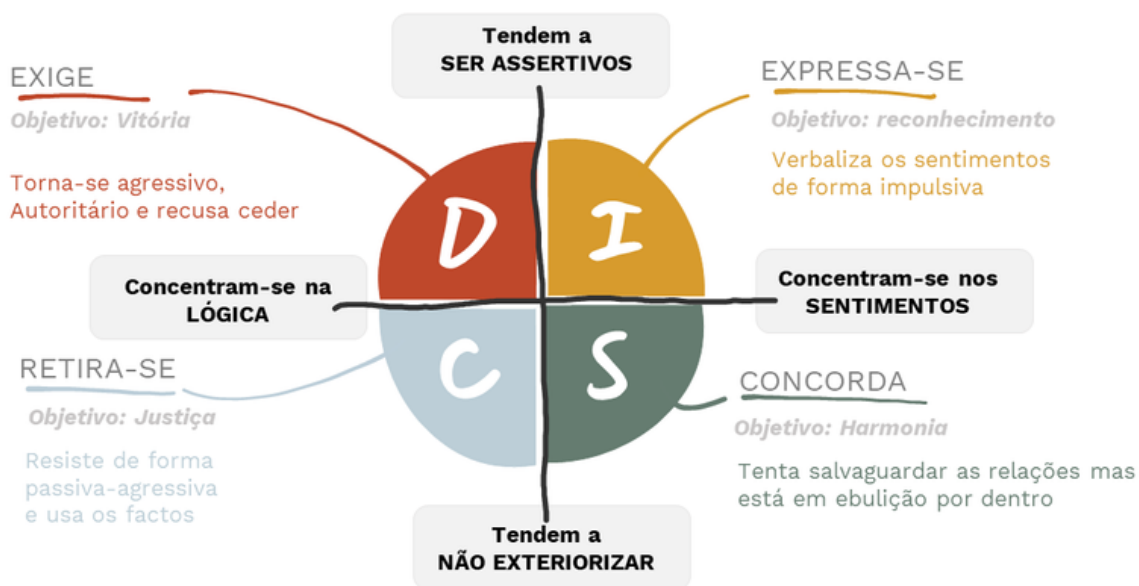 Tendem a
SER ASSERTIVOS
EXIGE
Objetivo: Vitória
Torna-se agressivo,
Autoritário e recusa ceder
EXPRESSA-SE
Objetivo: reconhecimento
Verbaliza os sentimentos
de forma impulsiva
D
I
Concentram-se na
LÓGICA
Concentram-se nos
SENTIMENTOS
C
S
RETIRA-SE
Objetivo: Justiça
Resiste de forma
passiva-agressiva
e usa os factos
CONCORDA
Objetivo: Harmonia
Tenta salvaguardar as relações mas
está em ebulição por dentro
Tendem a
NÃO EXTERIORIZAR